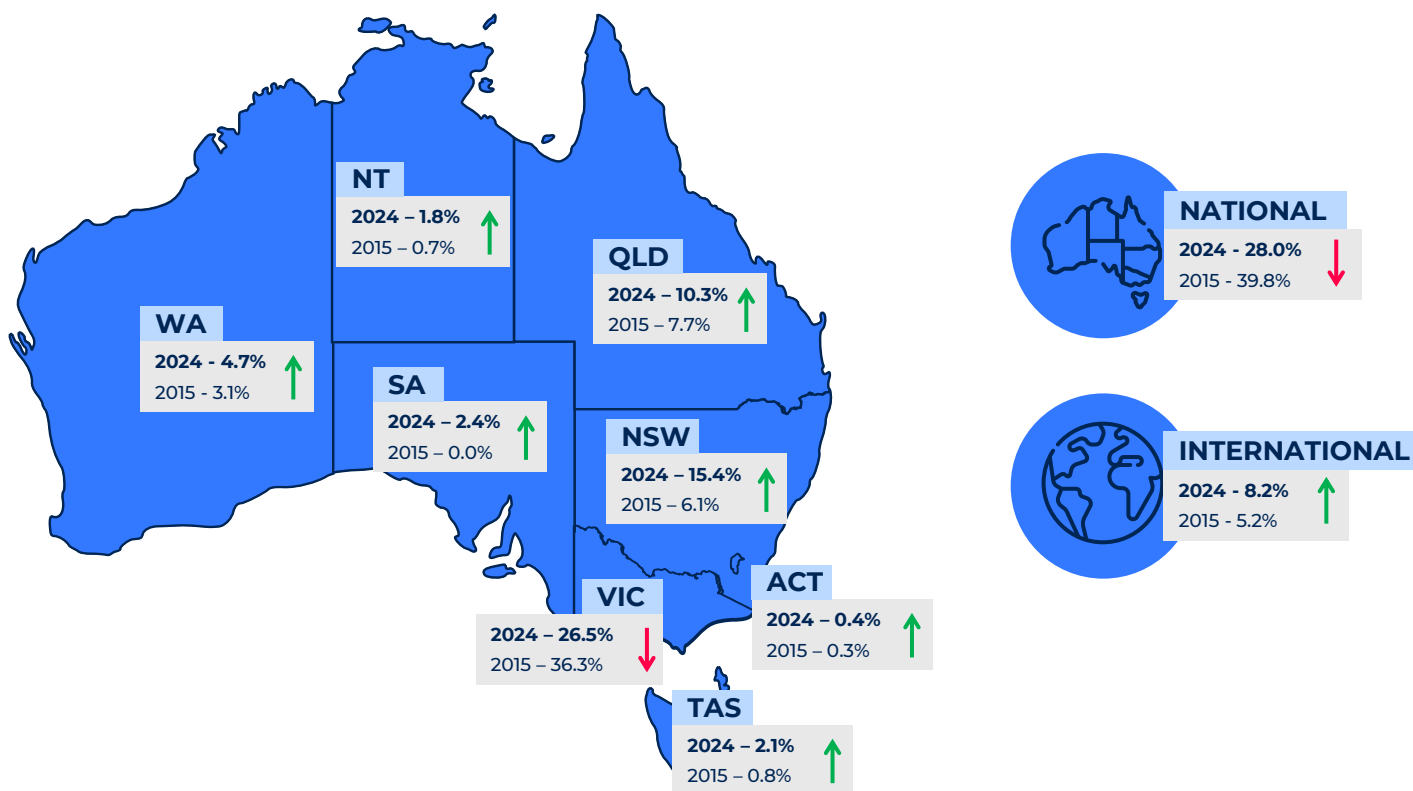 NT
2024 – 1.8%
2015 – 0.7%
QLD
2024 – 10.3%
2015 – 7.7%
WA
2024 - 4.7%
2015 - 3.1%
SA
2024 – 2.4%
2015 – 0.0%
NSW
2024 – 15.4%
2015 – 6.1%
VIC
2024 – 26.5%
2015 – 36.3%
ACT
2024 – 0.4%
2015 – 0.3%
TAS
2024 – 2.1%
2015 – 0.8%
NATIONAL
2024 - 28.0%
2015 - 39.8%
INTERNATIONAL
2024 - 8.2%
2015 - 5.2%